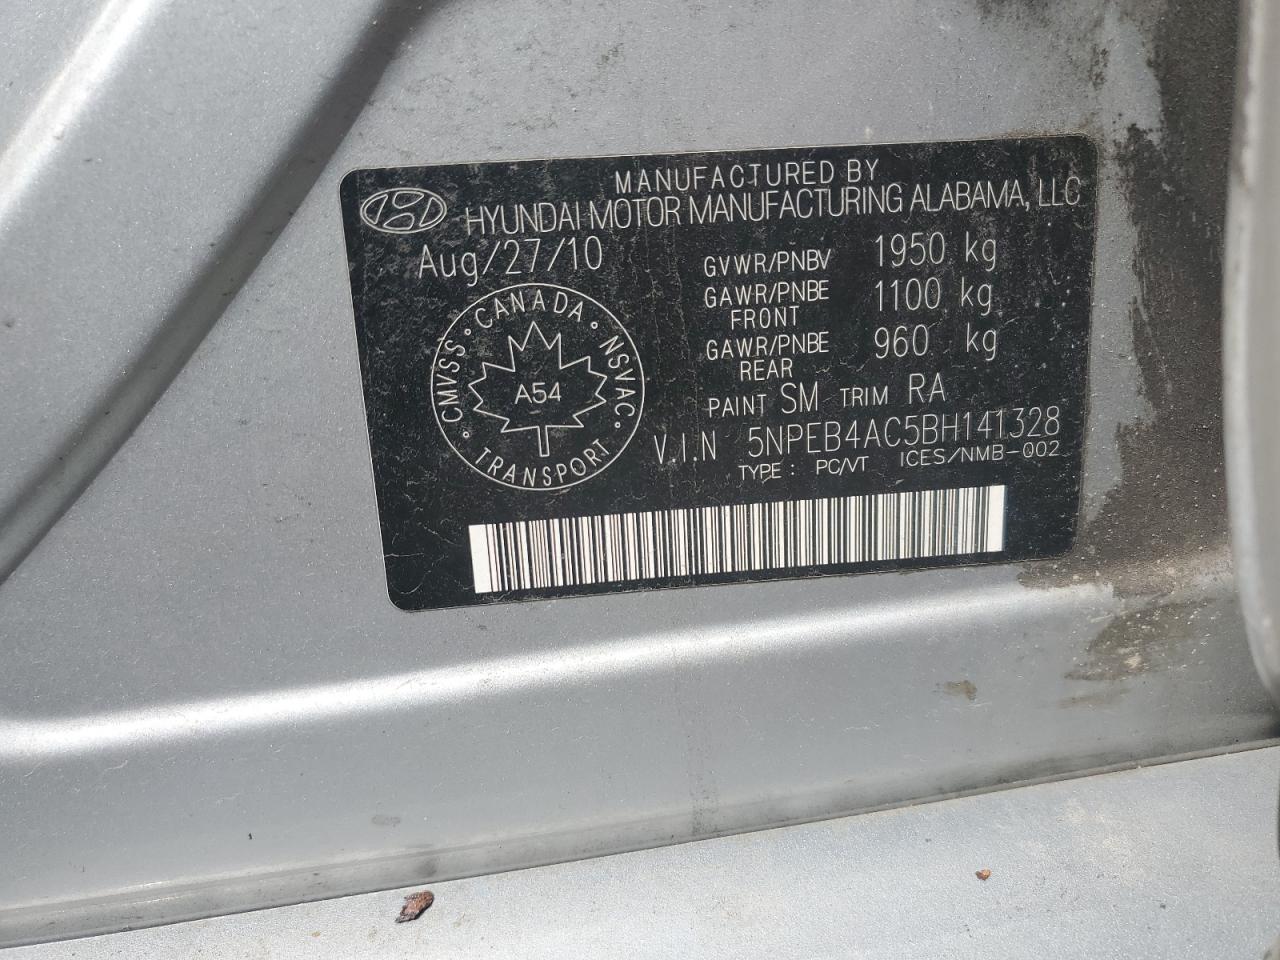 MANUFACTURED BY
HYUNDAI MOTOR MANUFACTURING ALABAMA, LLC
Aug/27/10
GVWR/PNBV 1950 kg
GAWR/PNBE 1100 kg
FRONT
GAWR/PNBE 960 kg
REAR
PAINT SM TRIM RA
V.I.N 5NPEB4AC5BH141328
TYPE : PC/VT ICES/NMB-002
CMVSS · CANADA · NSVAC ·
A54
TRANSPORT